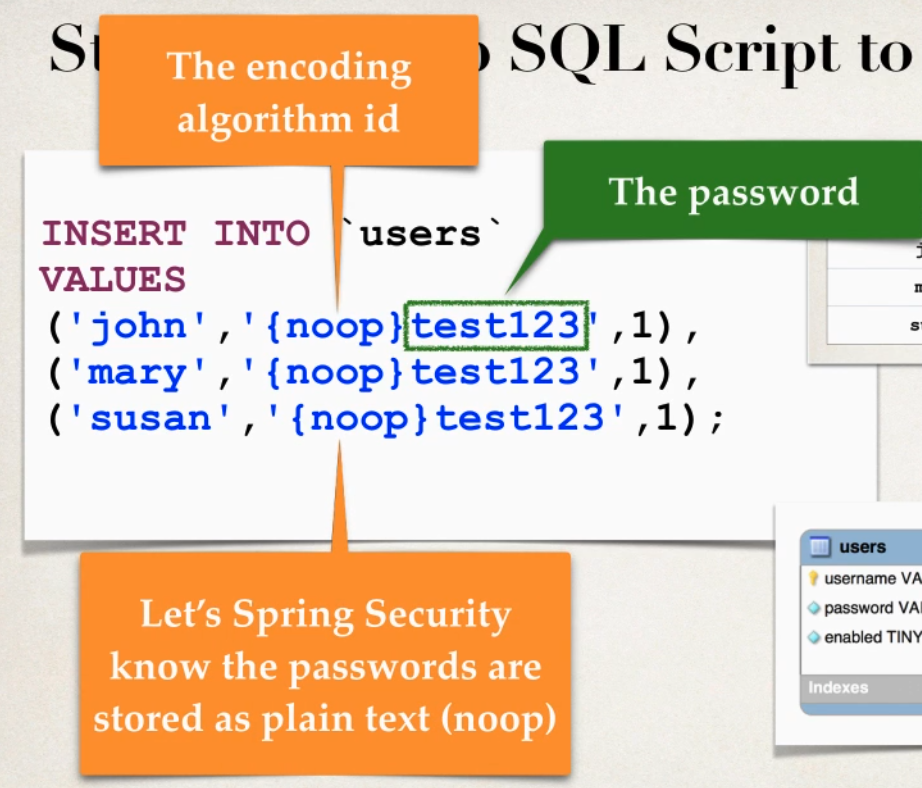 SQL Script to
The encoding
algorithm id
The password
INSERT INTO `users`
VALUES
('john','{noop}test123',1),
('mary','{noop}test123',1),
('susan','{noop}test123',1);
Let's Spring Security
know the passwords are
stored as plain text (noop)
users
username VA
password VA
enabled TINY
Indexes